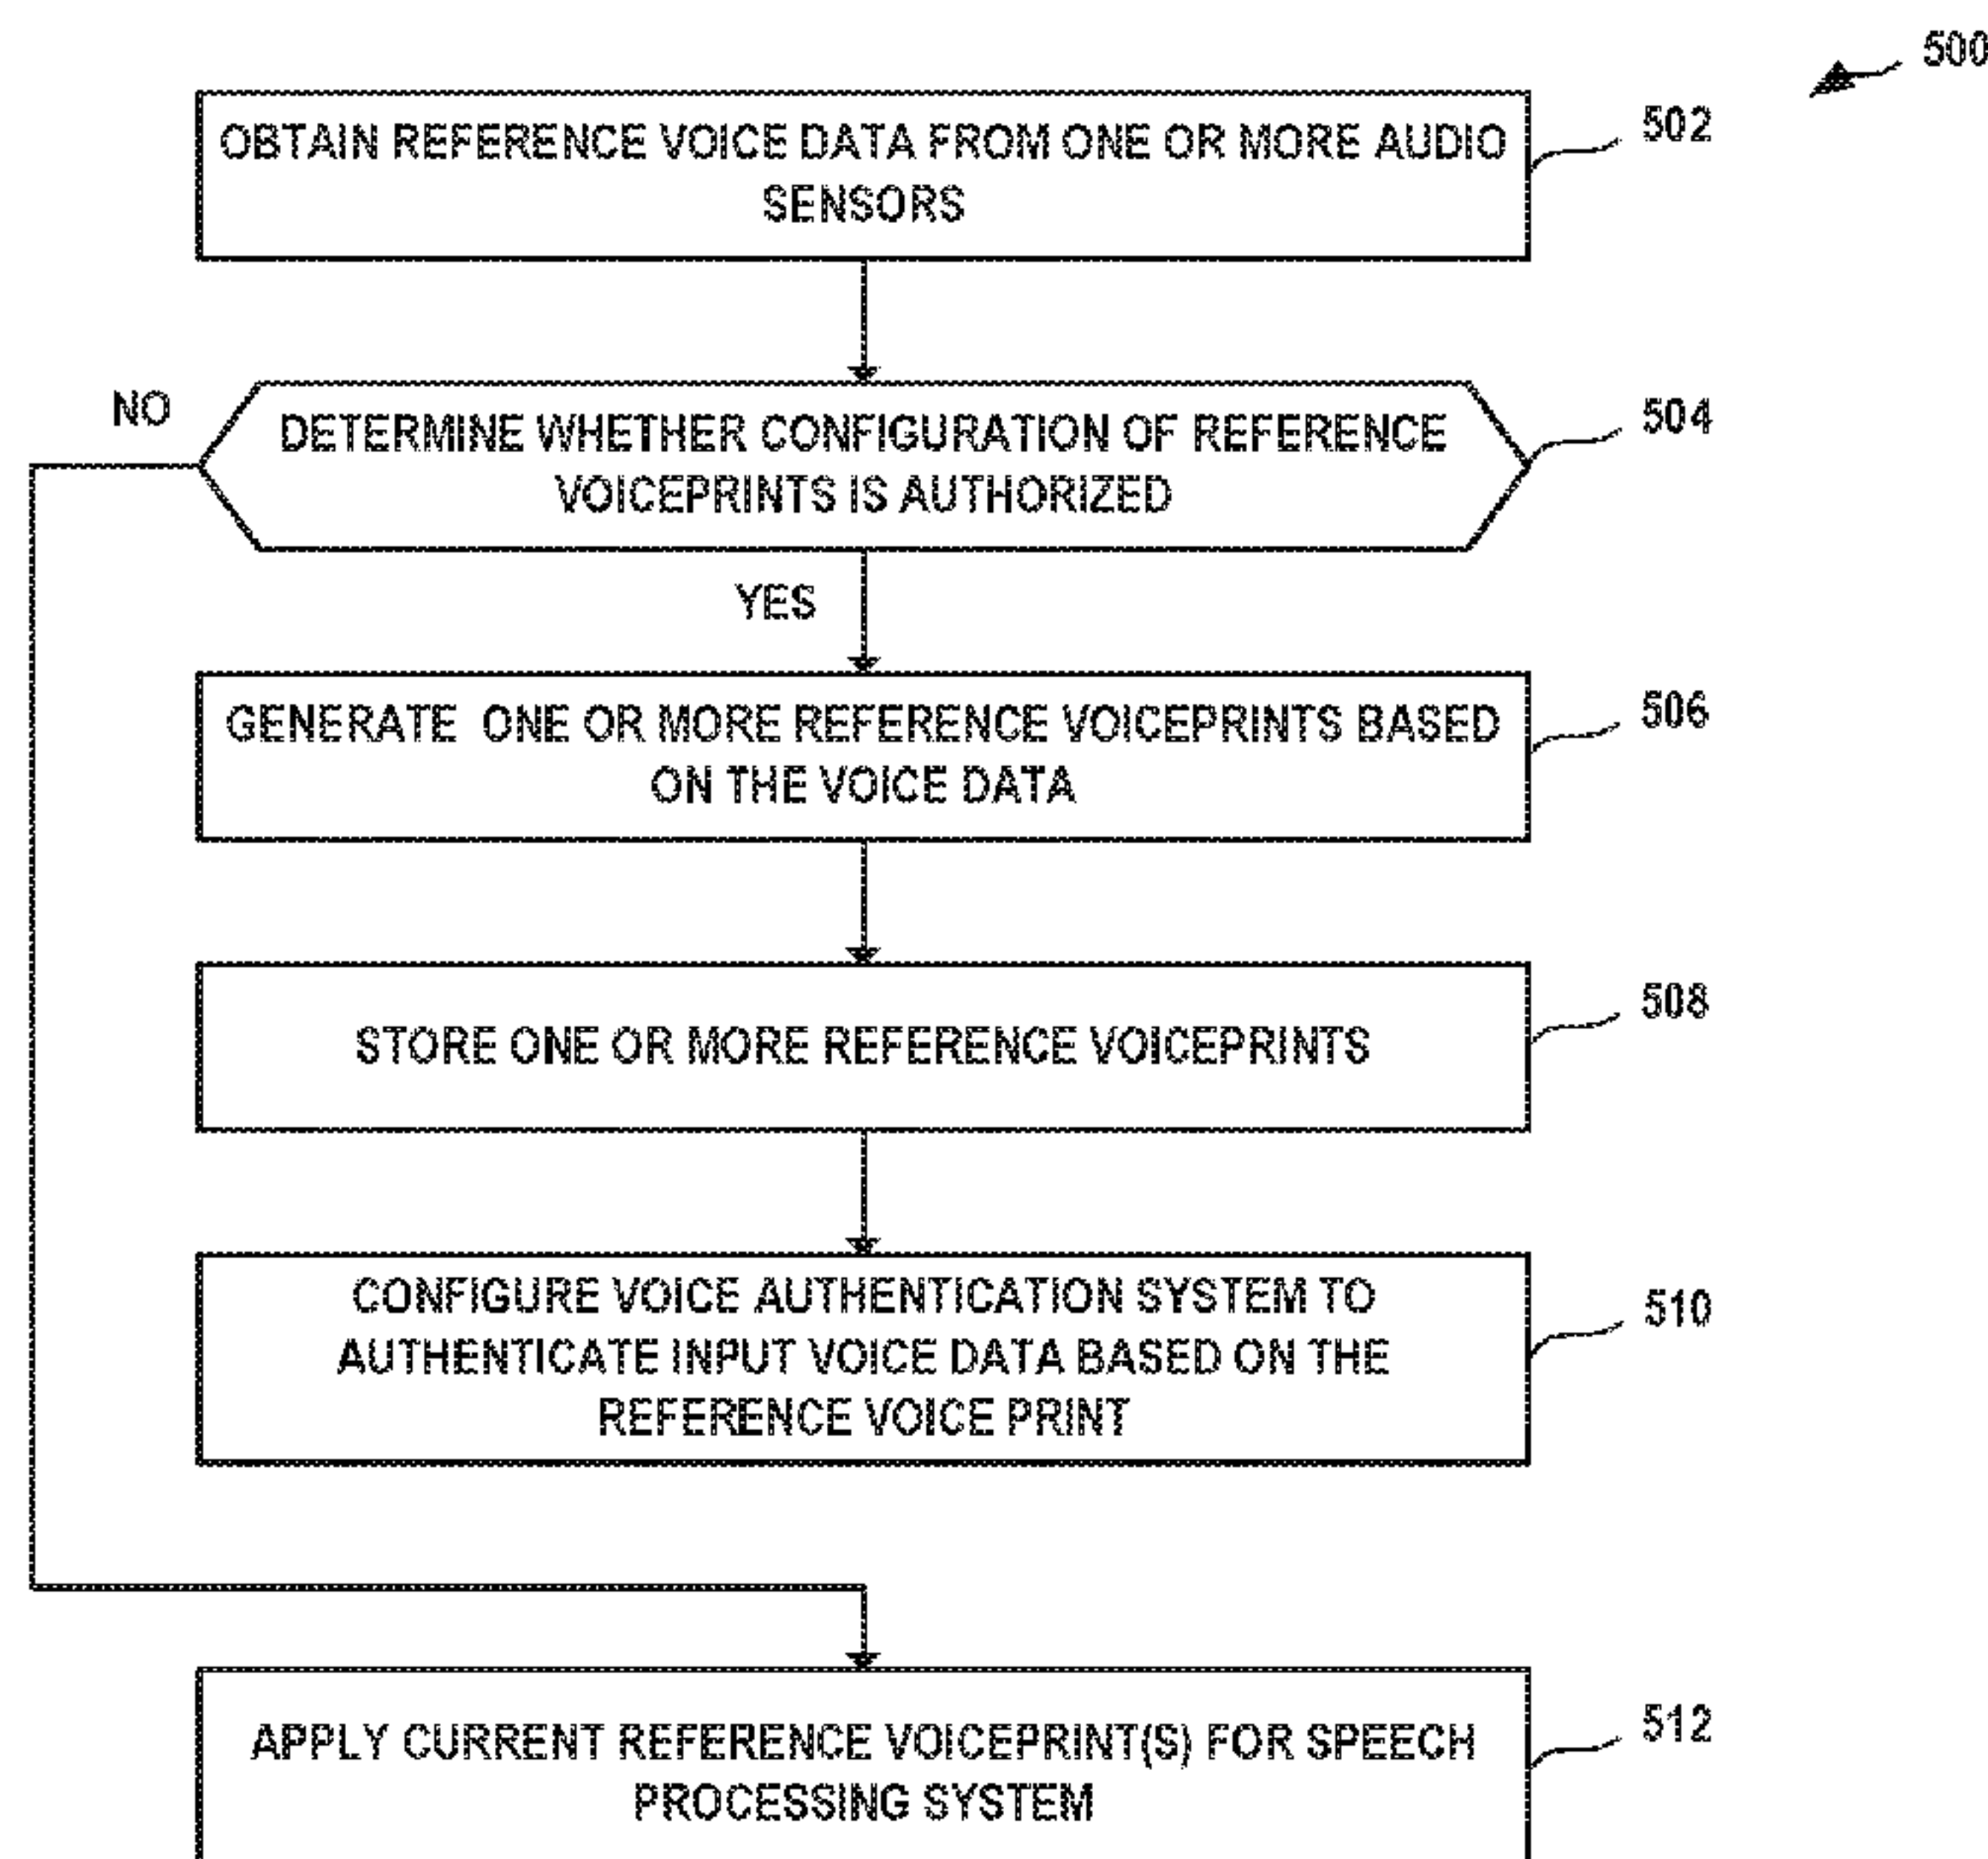 500
OBTAIN REFERENCE VOICE DATA FROM ONE OR MORE AUDIO
SENSORS
502
NO
DETERMINE WHETHER CONFIGURATION OF REFERENCE
VOICEPRINTS IS AUTHORIZED
504
YES
GENERATE ONE OR MORE REFERENCE VOICEPRINTS BASED
ON THE VOICE DATA
506
STORE ONE OR MORE REFERENCE VOICEPRINTS
508
CONFIGURE VOICE AUTHENTICATION SYSTEM TO
AUTHENTICATE INPUT VOICE DATA BASED ON THE
REFERENCE VOICE PRINT
510
APPLY CURRENT REFERENCE VOICEPRINT(S) FOR SPEECH
PROCESSING SYSTEM
512